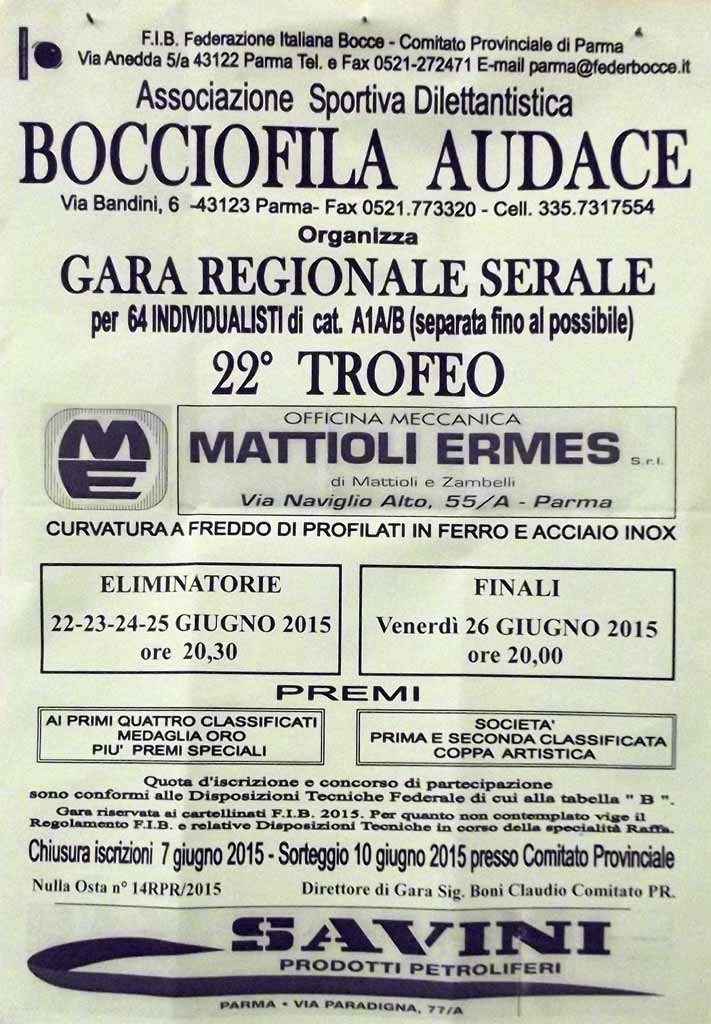 F.I.B. Federazione Italiana Bocce - Comitato Provinciale di Parma
Via Anedda 5/a 43122 Parma Tel. e Fax 0521-272471 E-mail parma@federbocce.it
Associazione Sportiva Dilettantistica
BOCCIOFILA AUDACE
Via Bandini, 6 -43123 Parma- Fax 0521.773320 - Cell. 335.7317554
Organizza
GARA REGIONALE SERALE
per 64 INDIVIDUALISTI di cat. A1A/B (separata fino al possibile)
22° TROFEO
ME
OFFICINA MECCANICA
MATTIOLI ERMES S.r.l.
di Mattioli e Zambelli
Via Naviglio Alto, 55/A - Parma
CURVATURA A FREDDO DI PROFILATI IN FERRO E ACCIAIO INOX
ELIMINATORIE
22-23-24-25 GIUGNO 2015
ore 20,30
FINALI
Venerdì 26 GIUGNO 2015
ore 20,00
PREMI
AI PRIMI QUATTRO CLASSIFICATI
MEDAGLIA ORO
PIU' PREMI SPECIALI
SOCIETA'
PRIMA E SECONDA CLASSIFICATA
COPPA ARTISTICA
Quota d'iscrizione e concorso di partecipazione
sono conformi alle Disposizioni Tecniche Federale di cui alla tabella " B ".
Gara riservata ai cartellinati F.I.B. 2015. Per quanto non contemplato vige il
Regolamento F.I.B. e relative Disposizioni Tecniche in corso della specialità Raffa.
Chiusura iscrizioni 7 giugno 2015 - Sorteggio 10 giugno 2015 presso Comitato Provinciale
Nulla Osta n° 14RPR/2015 Direttore di Gara Sig. Boni Claudio Comitato PR.
SAVINI
PRODOTTI PETROLIFERI
PARMA • VIA PARADIGNA, 77/A